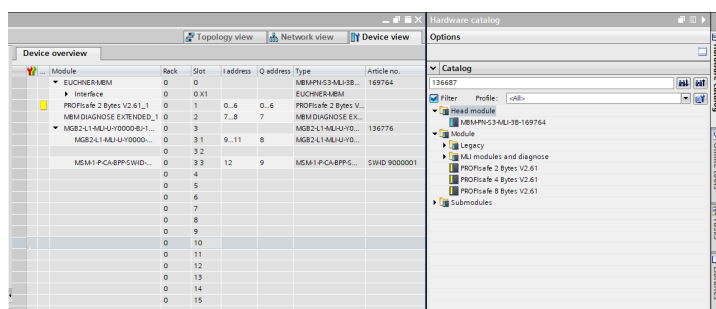 Hardware catalog
Topology view
Network view
Device view
Options
Device overview
Catalog
Module Rack Slot I address Q address Type Article no.
EUCHNER-MBM 0 0 MBM-PN-S3-MLI-3B... 169764
Interface 0 0 X1 EUCHNER-MBM
PROFIsafe 2 Bytes V2.61_1 0 1 0...6 0...6 PROFIsafe 2 Bytes V...
MBM DIAGNOSE EXTENDED_1 0 2 7...8 7 MBM DIAGNOSE EX...
MGB2-L1-MLI-U-Y0000-BJ-1... 0 3 MGB2-L1-MLI-U-Y0... 136776
MGB2-L1-MLI-U-Y0000-... 0 3 1 9...11 8 MGB2-L1-MLI-U-Y0...
0 3 2
MSM-1-P-CA-BPP-SWID-... 0 3 3 12 9 MSM-1-P-CA-BPP-S... SWID 9000001
0 4
0 5
0 6
0 7
0 8
0 9
0 10
0 11
0 12
0 13
0 14
0 15
136687
Filter Profile: <All>
Head module
MBM-PN-S3-MLI-3B-169764
Module
Legacy
MLI modules and diagnose
PROFIsafe 2 Bytes V2.61
PROFIsafe 4 Bytes V2.61
PROFIsafe 8 Bytes V2.61
Submodules